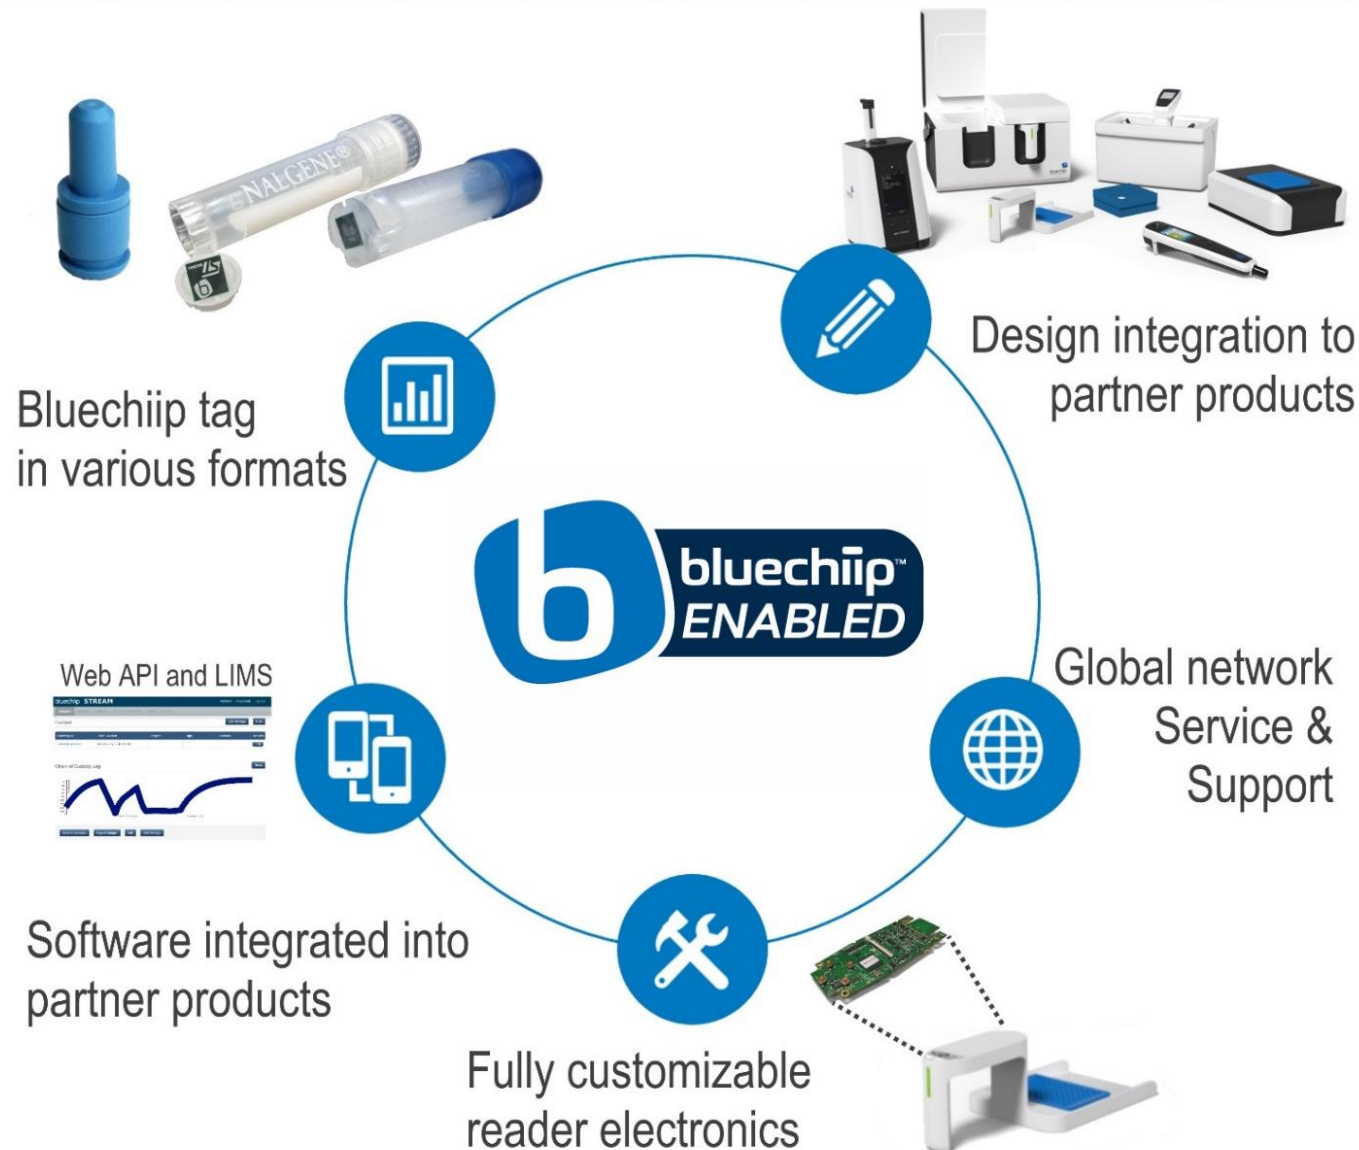 NALGENE®
Design integration to
partner products
Bluechiip tag
in various formats
b
bluechiip™
ENABLED
Web API and LIMS
bluechiip STREAM
Global network
Service &
Support
Software integrated into
partner products
Fully customizable
reader electronics